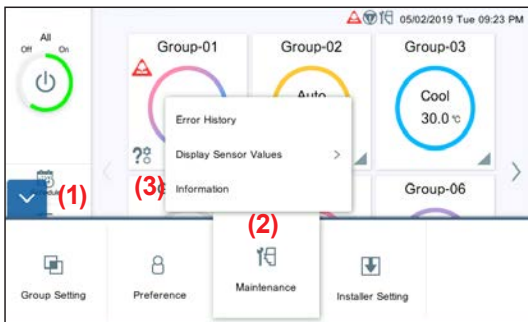 05/02/2019 Tue 09:23 PM
All
Off On
Group-01
Group-02
Group-03
Auto
Cool
30.0 ℃
Error History
Display Sensor Values >
Information
(1)
(3)
(2)
Group-06
Group Setting
Preference
Maintenance
Installer Setting